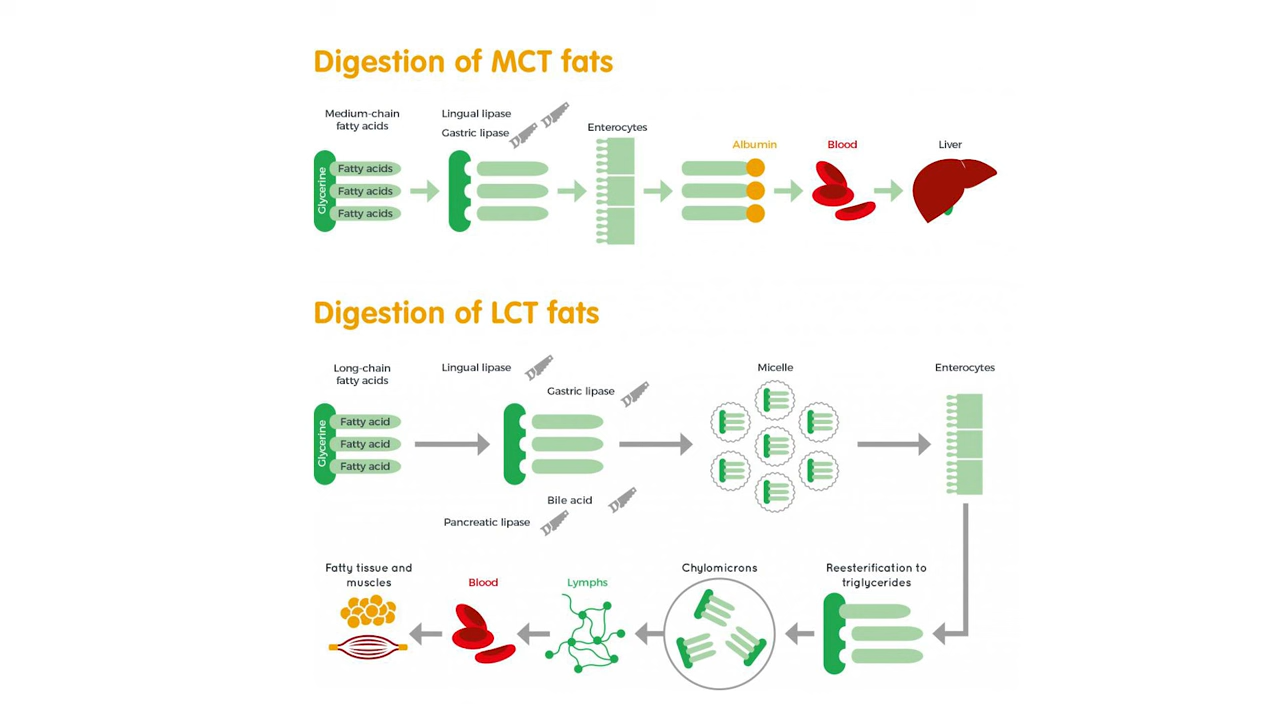 Digestion of MCT fats
Medium-chain
fatty acids
Lingual lipase
Gastric lipase
Enterocytes
Albumin
Blood
Liver
Glycerine
Fatty acids
Fatty acids
Fatty acids
Digestion of LCT fats
Long-chain
fatty acids
Lingual lipase
Gastric lipase
Micelle
Enterocytes
Glycerine
Fatty acid
Fatty acid
Fatty acid
Bile acid
Pancreatic lipase
Fatty tissue and
muscles
Blood
Lymphs
Chylomicrons
Reesterification to
triglycerides